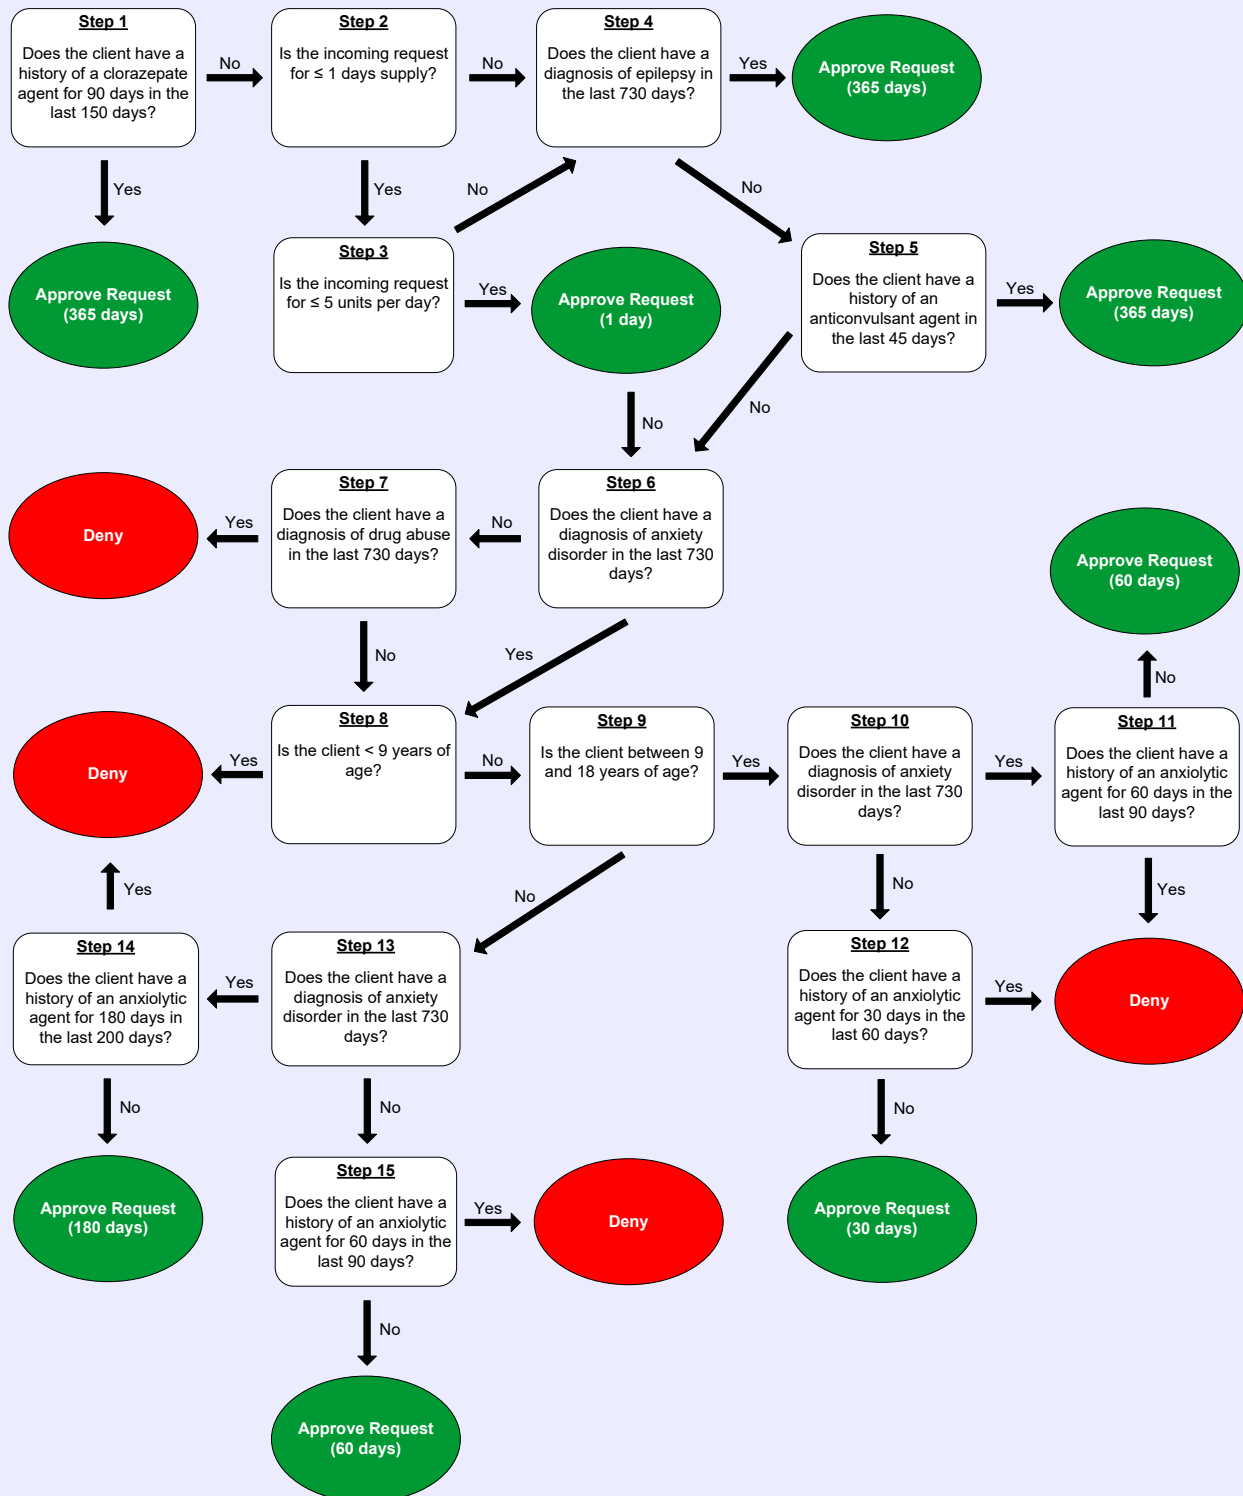 Step 1
Does the client have a
history of a clorazepate
agent for 90 days in the
last 150 days?
No
Step 2
Is the incoming request
for ≤ 1 days supply?
No
Step 4
Does the client have a
diagnosis of epilepsy in
the last 730 days?
Yes
Approve Request
(365 days)
Yes
Yes
No
No
Approve Request
(365 days)
Step 3
Is the incoming request
for ≤ 5 units per day?
Yes
Approve Request
(1 day)
Step 5
Does the client have a
history of an
anticonvulsant agent in
the last 45 days?
Yes
Approve Request
(365 days)
No
No
Deny
Yes
Step 7
Does the client have a
diagnosis of drug abuse
in the last 730 days?
No
Step 6
Does the client have a
diagnosis of anxiety
disorder in the last 730
days?
Approve Request
(60 days)
No
Yes
No
Deny
Yes
Step 8
Is the client < 9 years of
age?
No
Step 9
Is the client between 9
and 18 years of age?
Yes
Step 10
Does the client have a
diagnosis of anxiety
disorder in the last 730
days?
Yes
Step 11
Does the client have a
history of an anxiolytic
agent for 60 days in the
last 90 days?
Yes
No
No
Yes
Step 14
Does the client have a
history of an anxiolytic
agent for 180 days in
the last 200 days?
Yes
Step 13
Does the client have a
diagnosis of anxiety
disorder in the last 730
days?
Step 12
Does the client have a
history of an anxiolytic
agent for 30 days in the
last 60 days?
Yes
Deny
No
No
No
Approve Request
(180 days)
Step 15
Does the client have a
history of an anxiolytic
agent for 60 days in the
last 90 days?
Yes
Deny
Approve Request
(30 days)
No
Approve Request
(60 days)